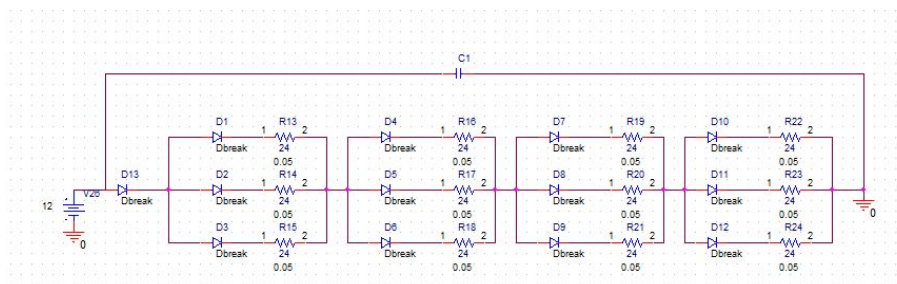 C1
D1 R13 D4 R16 D7 R19 D10 R22
1 2 1 2 1 2 1 2
Dbreak 24 Dbreak 24 Dbreak 24 Dbreak 24
0.05 0.05 0.05 0.05
D13 D2 R14 D5 R17 D8 R20 D11 R23
1 2 1 2 1 2 1 2
12 Dbreak Dbreak 24 Dbreak 24 Dbreak 24 Dbreak 24
0.05 0.05 0.05 0.05
0
D3 R15 D6 R18 D9 R21 D12 R24
1 2 1 2 1 2 1 2
0 Dbreak 24 Dbreak 24 Dbreak 24 Dbreak 24
0.05 0.05 0.05 0.05